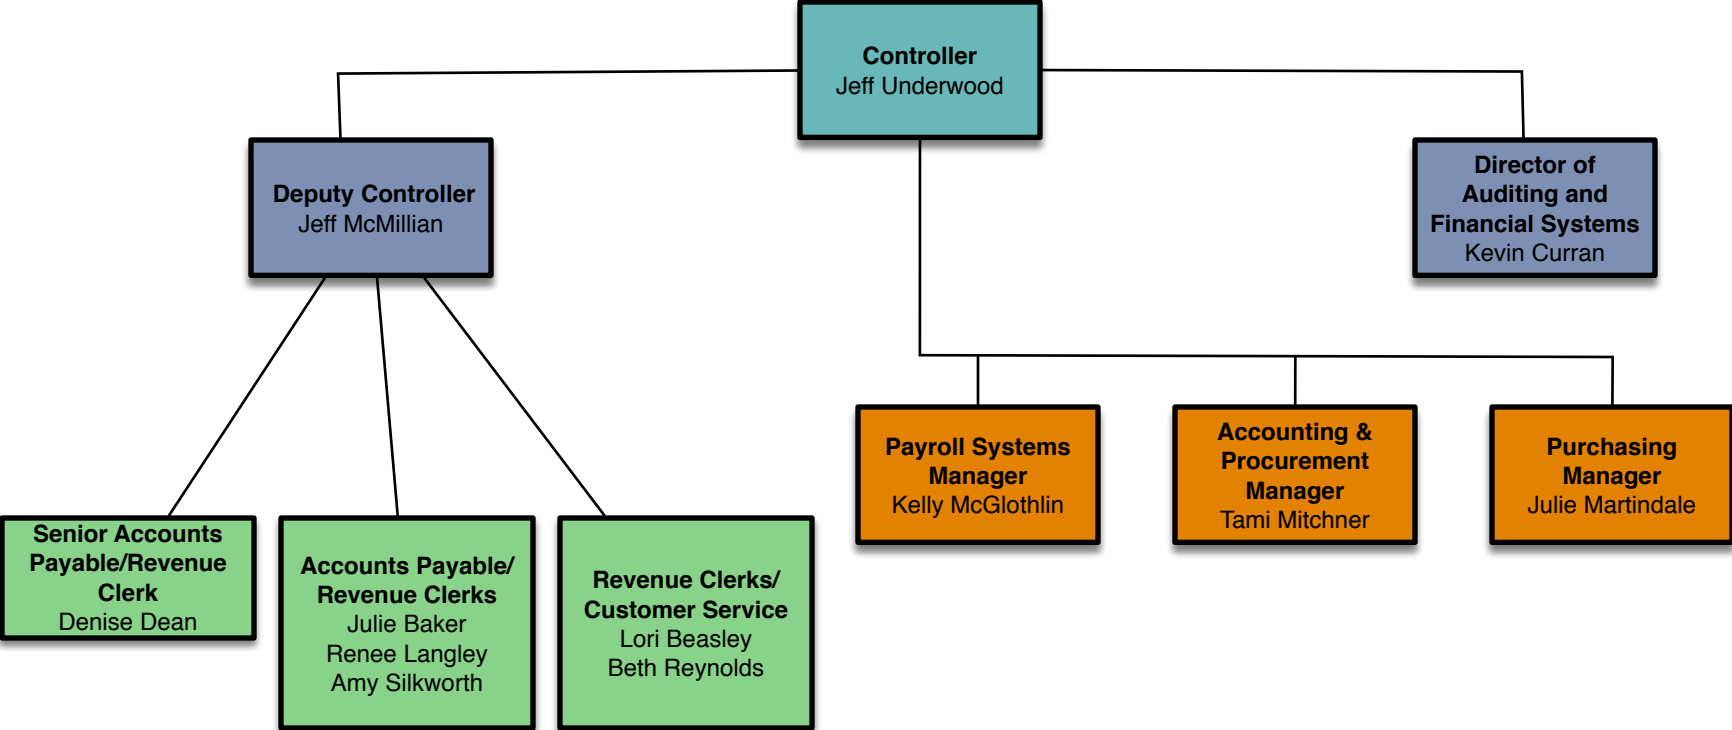 Controller
Jeff Underwood
Deputy Controller
Jeff McMillian
Director of
Auditing and
Financial Systems
Kevin Curran
Payroll Systems
Manager
Kelly McGlothlin
Accounting &
Procurement
Manager
Tami Mitchner
Purchasing
Manager
Julie Martindale
Senior Accounts
Payable/Revenue
Clerk
Denise Dean
Accounts Payable/
Revenue Clerks
Julie Baker
Renee Langley
Amy Silkworth
Revenue Clerks/
Customer Service
Lori Beasley
Beth Reynolds